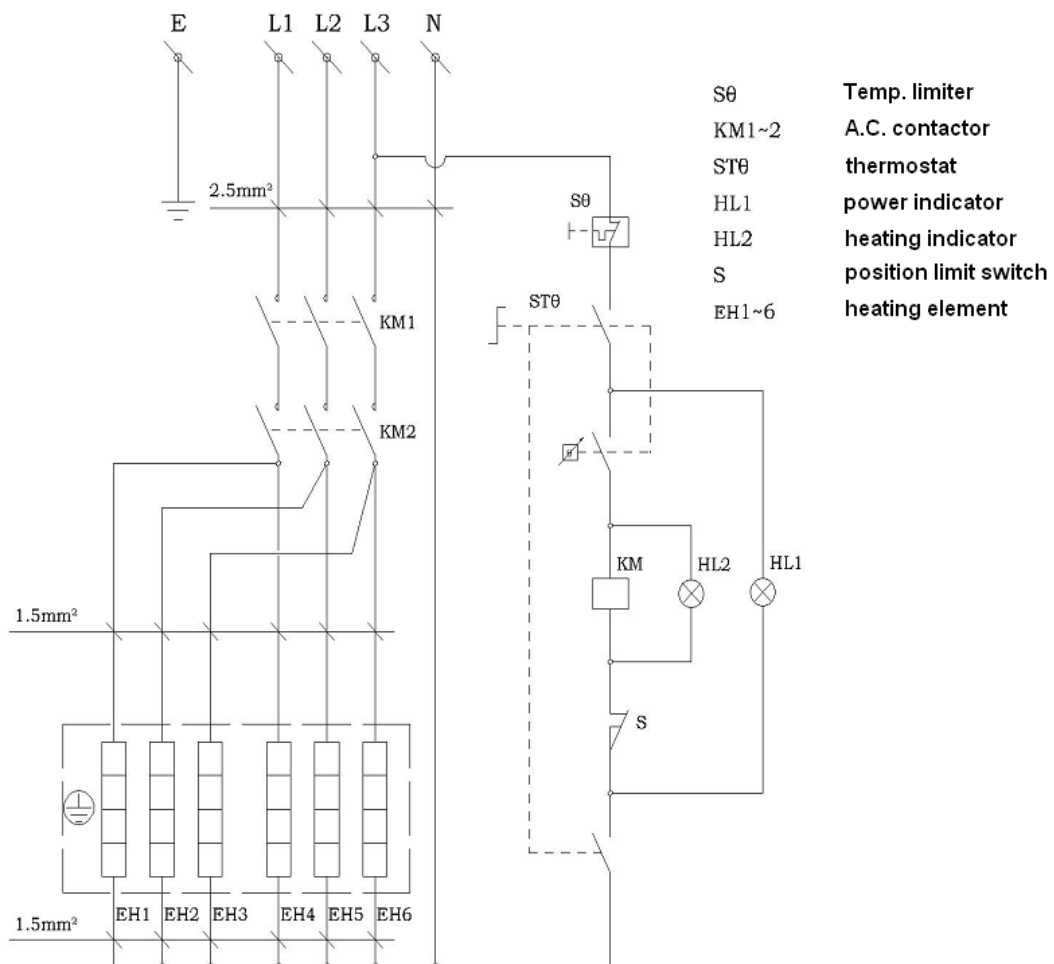 E L1 L2 L3 N
Sθ Temp. limiter
KM1~2 A.C. contactor
STθ thermostat
HL1 power indicator
HL2 heating indicator
S position limit switch
EH1~6 heating element
2.5mm²
Sθ
STθ
KM1
KM2
θ
KM HL2 HL1
1.5mm²
S
EH1 EH2 EH3 EH4 EH5 EH6
1.5mm²